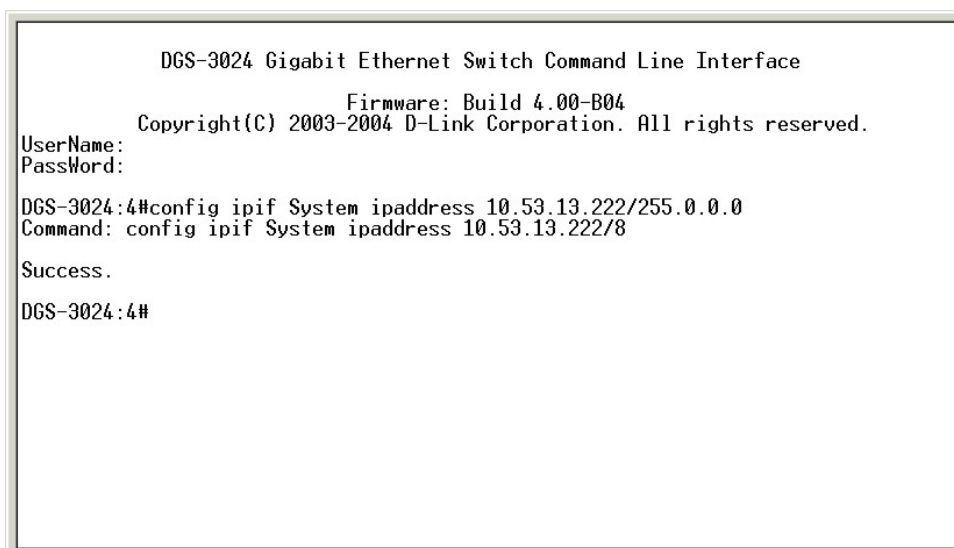 DGS-3024 Gigabit Ethernet Switch Command Line Interface
Firmware: Build 4.00-B04
Copyright(C) 2003-2004 D-Link Corporation. All rights reserved.
UserName:
PassWord:
DGS-3024:4#config ipif System ipaddress 10.53.13.222/255.0.0.0
Command: config ipif System ipaddress 10.53.13.222/8
Success.
DGS-3024:4#